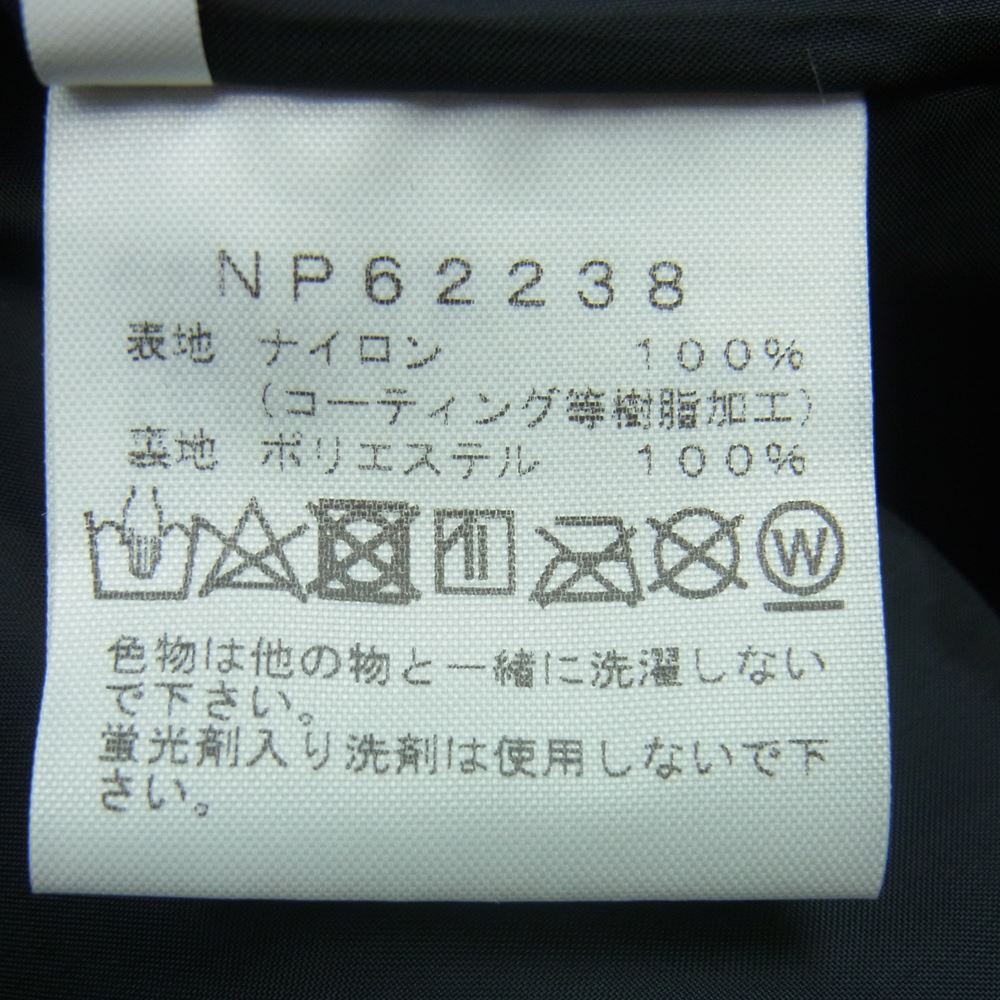 NP62238
表地 ナイロン 100%
(コーティング等樹脂加工)
裏地 ポリエステル 100%
W
色物は他の物と一緒に洗濯しない
で下さい。
蛍光剤入り洗剤は使用しないで下
さい。